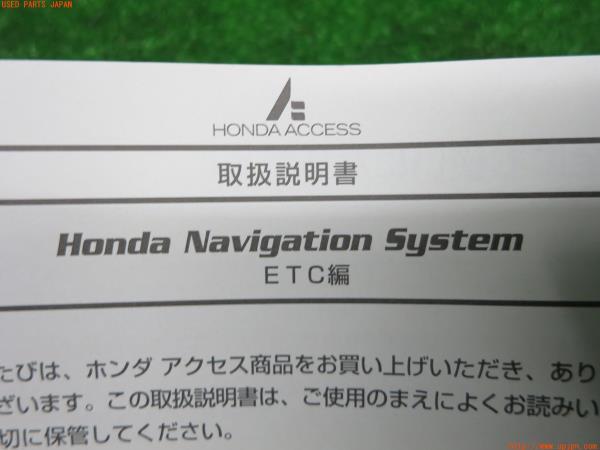 USED PARTS JAPAN
HONDA ACCESS
取扱説明書
Honda Navigation System
ETC編
たびは、ホンダ アクセス商品をお買い上げいただき、あり
ざいます。この取扱説明書は、ご使用のまえによくお読みい
切に保管してください。